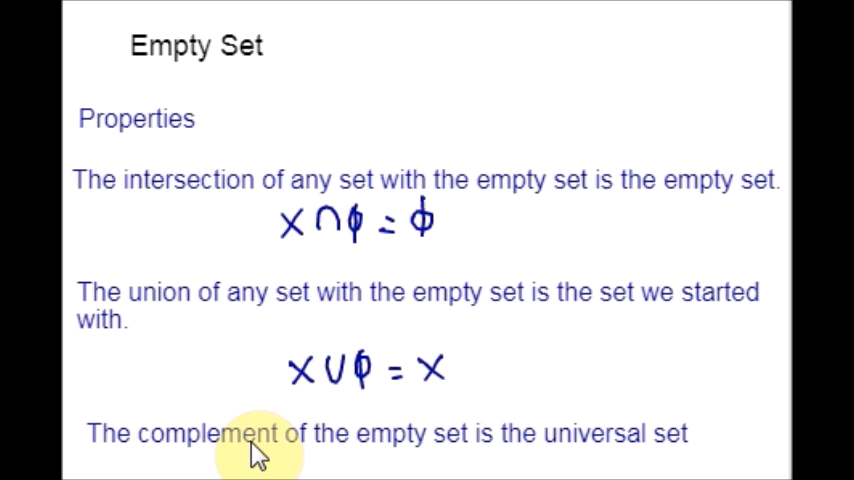 Empty Set
Properties
The intersection of any set with the empty set is the empty set.
X ∩ ϕ = ϕ
The union of any set with the empty set is the set we started
with.
X ∪ ϕ = X
The complement of the empty set is the universal set